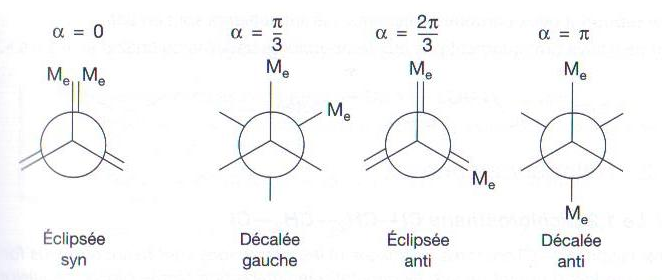 α = 0
α = π/3
α = 2π/3
α = π
Me Me
Me
Me
Me
Me
Me
Me
Éclipsée
syn
Décalée
gauche
Éclipsée
anti
Décalée
anti